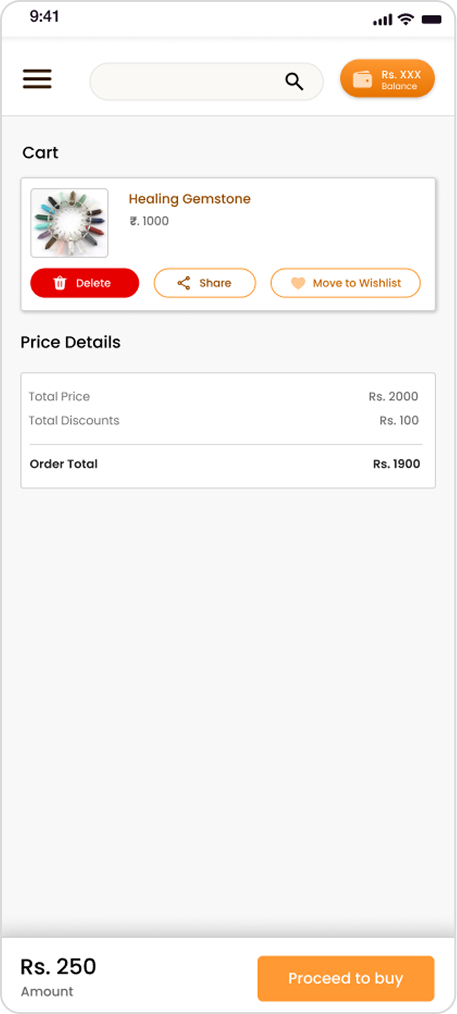 9:41
Rs. XXX
Balance
Cart
Healing Gemstone
₹. 1000
Delete
Share
Move to Wishlist
Price Details
Total Price Rs. 2000
Total Discounts Rs. 100
Order Total Rs. 1900
Rs. 250
Amount
Proceed to buy